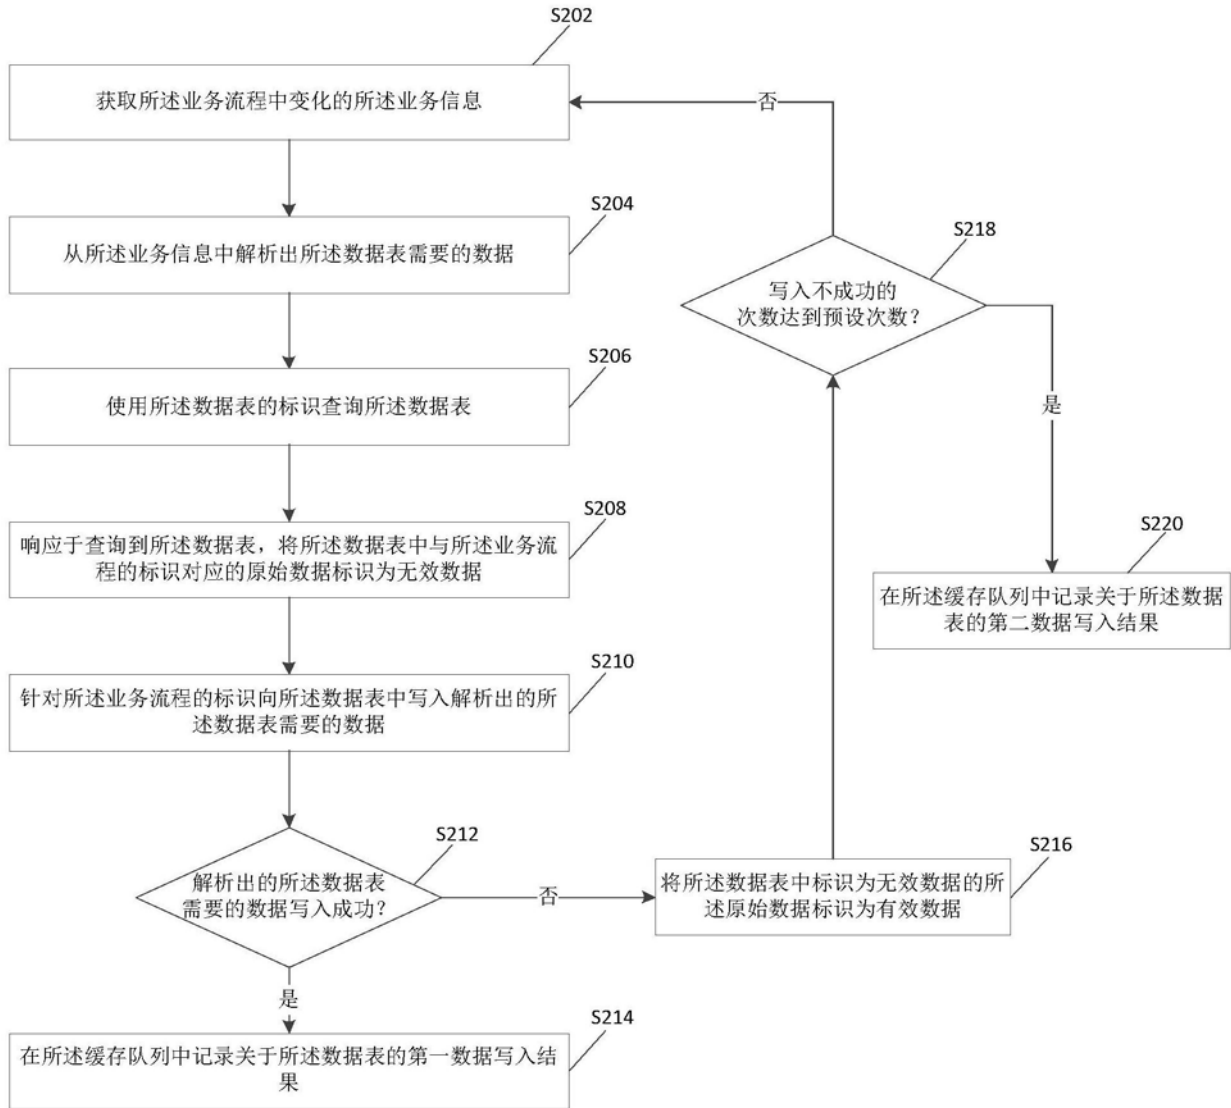 S202
获取所述业务流程中变化的所述业务信息
否
S204
从所述业务信息中解析出所述数据表需要的数据
S218
写入不成功的
次数达到预设次数？
S206
使用所述数据表的标识查询所述数据表
是
S208
响应于查询到所述数据表，将所述数据表中与所述业务流
程的标识对应的原始数据标识为无效数据
S220
在所述缓存队列中记录关于所述数据
表的第二数据写入结果
S210
针对所述业务流程的标识向所述数据表中写入解析出的所
述数据表需要的数据
S212
解析出的所述数据表
需要的数据写入成功？
否
S216
将所述数据表中标识为无效数据的所
述原始数据标识为有效数据
是
S214
在所述缓存队列中记录关于所述数据表的第一数据写入结
果